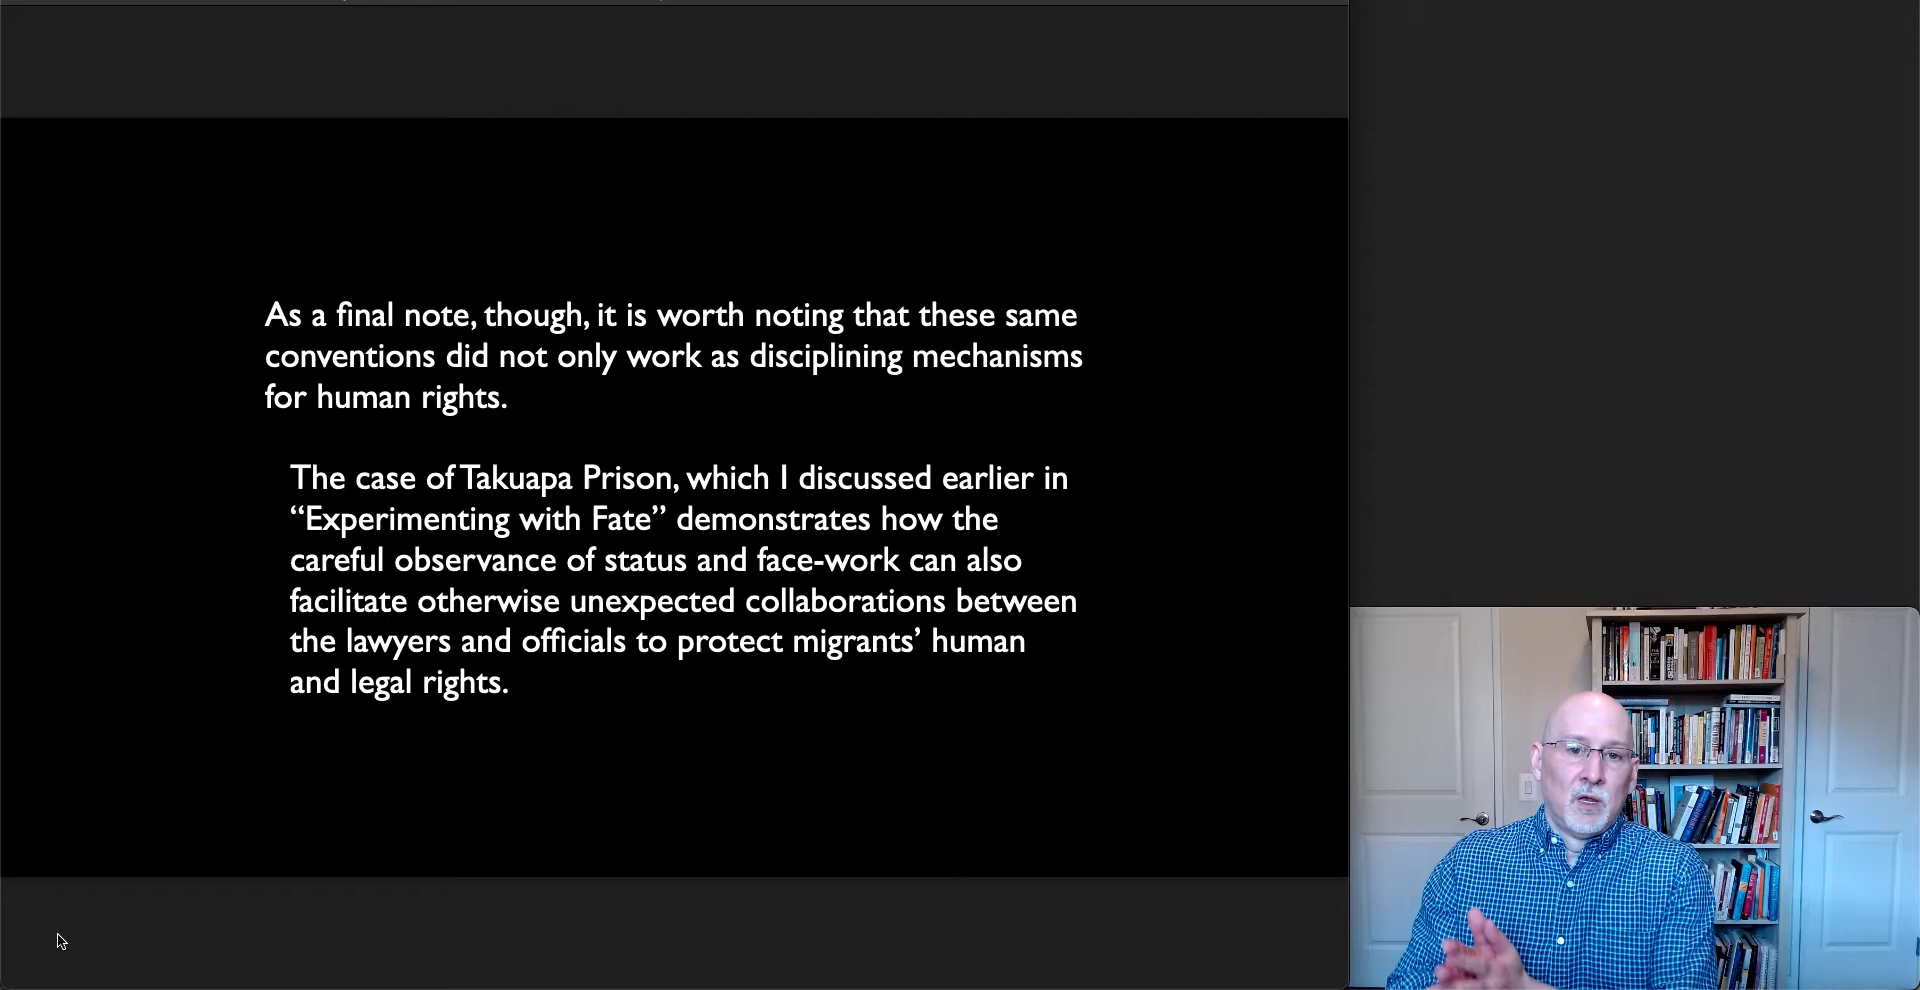 As a final note, though, it is worth noting that these same
conventions did not only work as disciplining mechanisms
for human rights.
The case of Takuapa Prison, which I discussed earlier in
“Experimenting with Fate” demonstrates how the
careful observance of status and face-work can also
facilitate otherwise unexpected collaborations between
the lawyers and officials to protect migrants’ human
and legal rights.